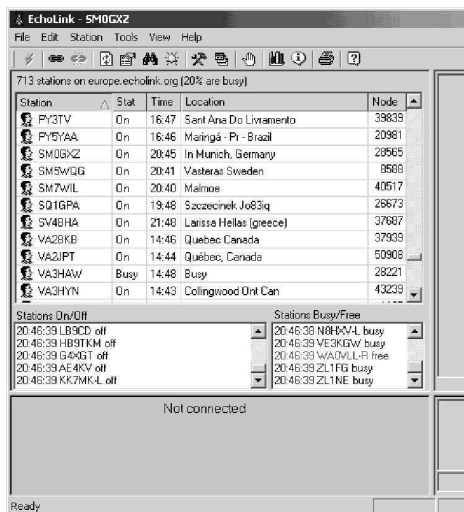 EchoLink - SM0GXZ
File Edit Station Tools View Help
713 stations on europe.echolink.org (20% are busy)
Station Stat Time Location Node
PY3TV On 16:47 Sant Ana Do Livramento 39839
PY5YAA On 16:46 Maringá - Pr - Brazil 20981
SM0GXZ On 20:45 In Munich, Germany 28565
SM5WQG On 20:41 Vasteras Sweden 8588
SM7WIL On 20:40 Malmoe 40517
SQ1GPA On 19:48 Szczecinek Jo83iq 26673
SV4BHA On 21:48 Larissa Hellas (greece) 37687
VA2BKB On 14:46 Quebec Canada 37939
VA2JPT On 14:44 Québec, Canada 50908
VA3HAW Busy 14:48 Busy 28221
VA3HYN On 14:43 Collingwood Ont Can 43239
Stations On/Off
20:46:39 LB9CD off
20:46:39 HB9TKM off
20:46:39 G4XGT off
20:46:39 AE4KV off
20:46:39 KK7MK-L off
Stations Busy/Free
20:46:38 N8HXV-L busy
20:46:39 VE3KGW busy
20:46:39 WA0VLL-R free
20:46:39 ZL1FG busy
20:46:39 ZL1NE busy
Not connected
Ready